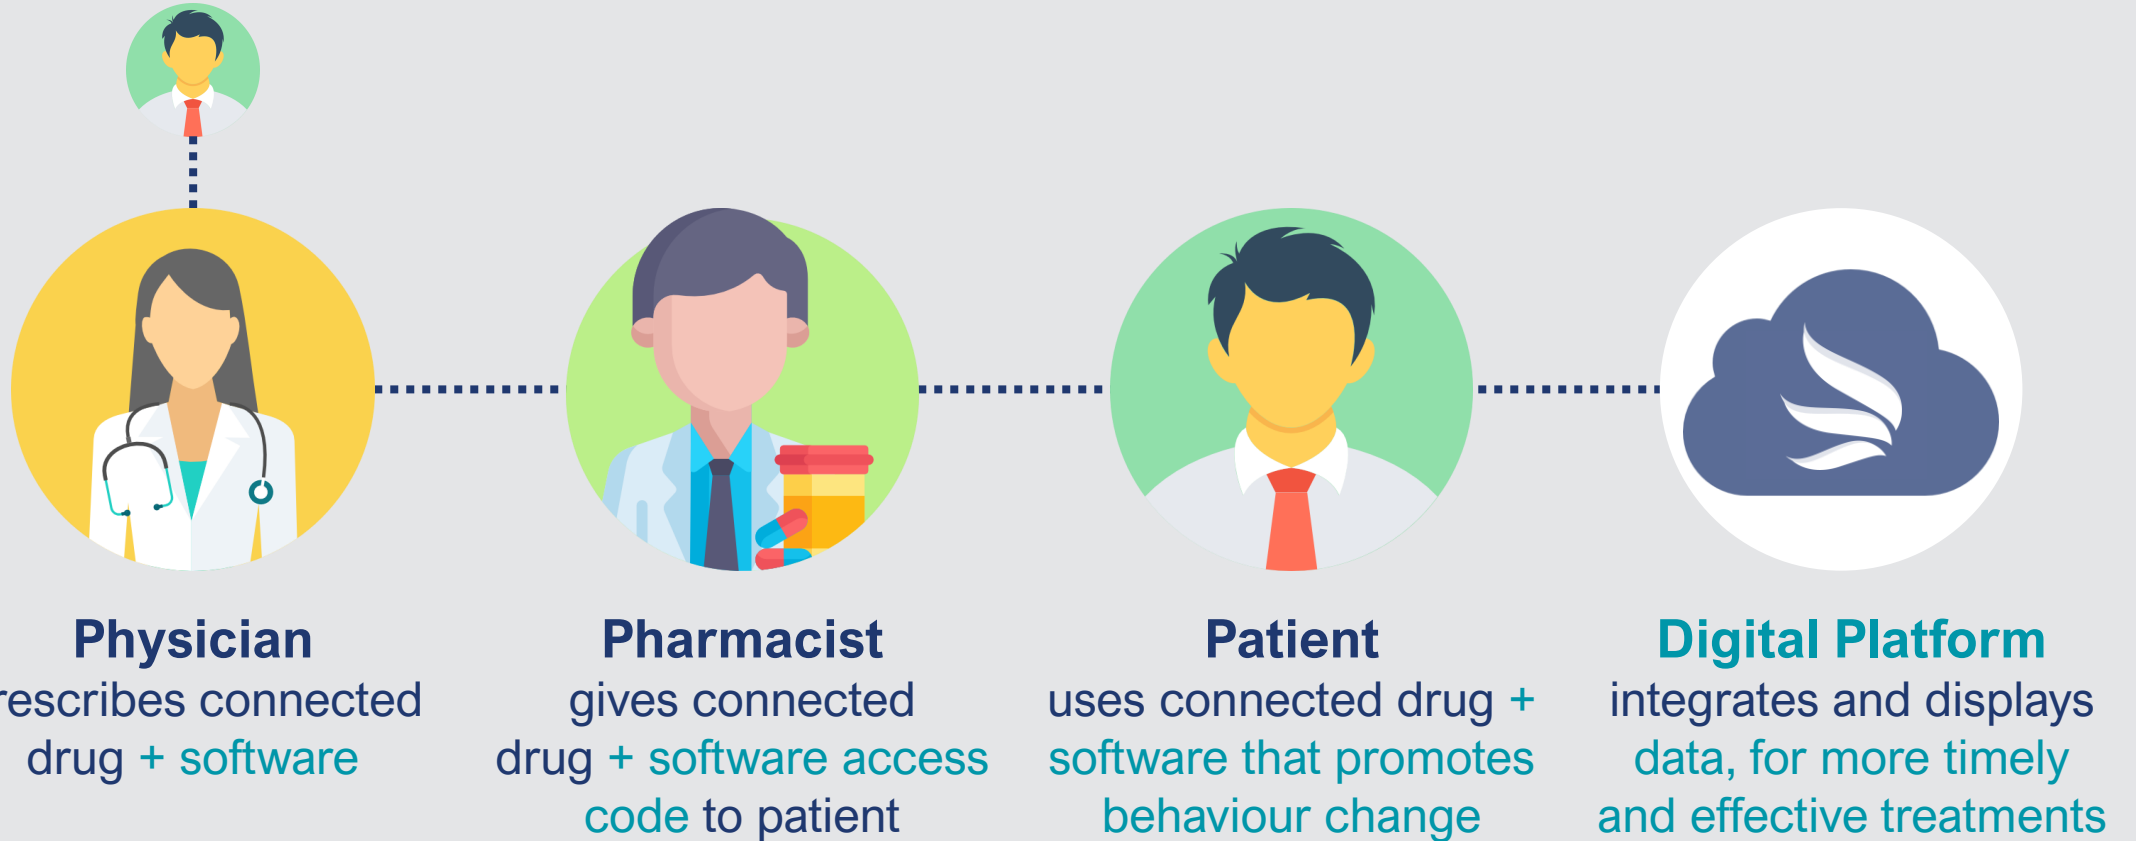 Physician
rescribes connected
drug + software
Pharmacist
gives connected
drug + software access
code to patient
Patient
uses connected drug +
software that promotes
behaviour change
Digital Platform
integrates and displays
data, for more timely
and effective treatments